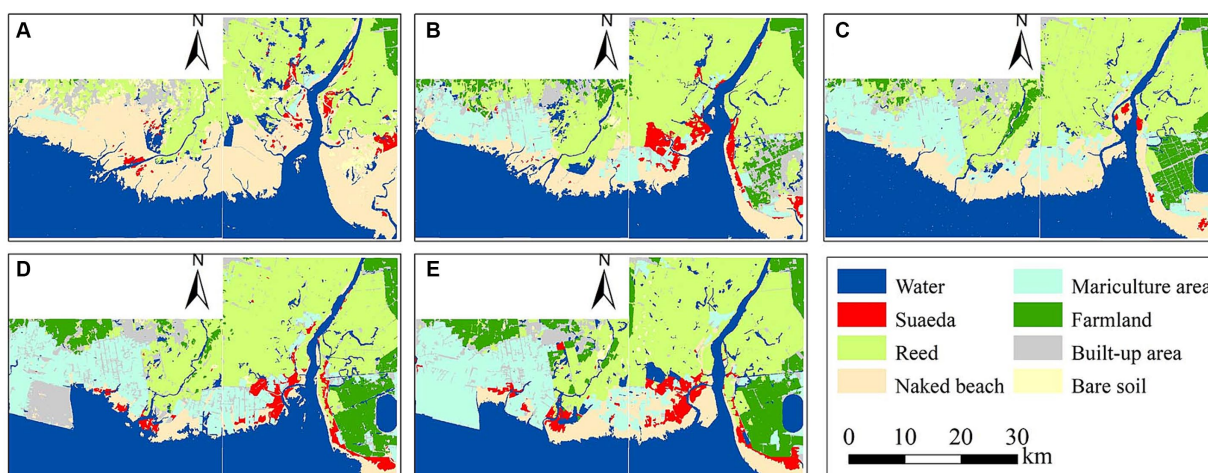 A
N
B
N
C
N
D
N
E
N
Water
Suaeda
Reed
Naked beach
Mariculture area
Farmland
Built-up area
Bare soil
0 10 20 30
km